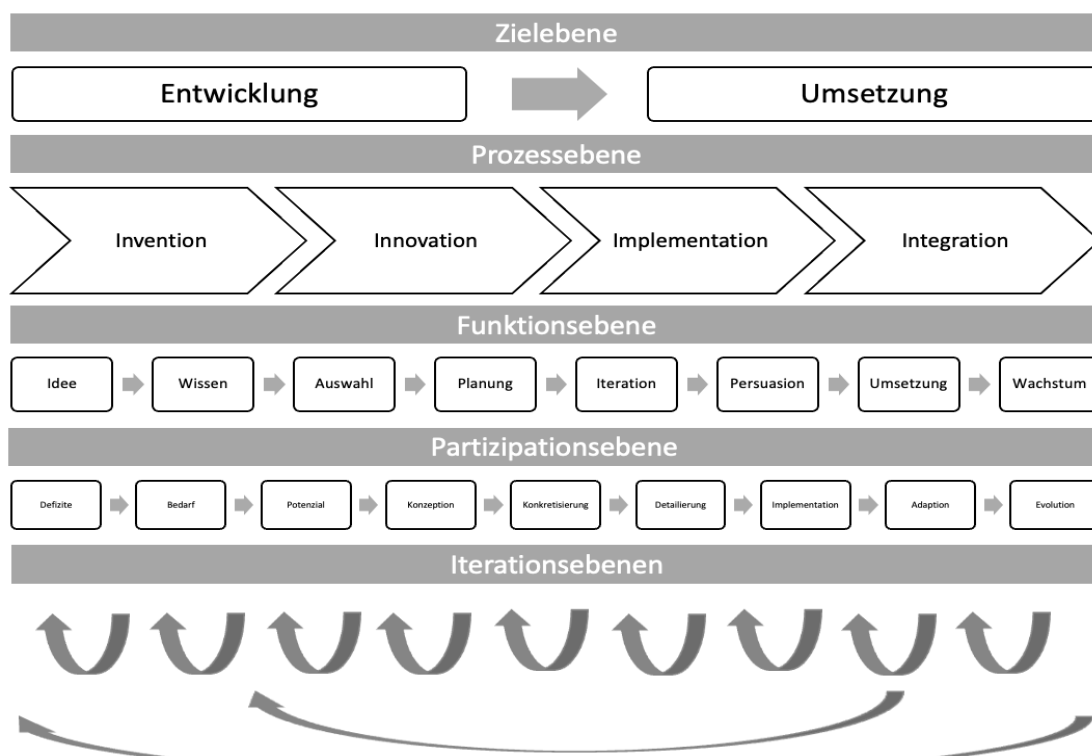 Zielebene
Entwicklung
Umsetzung
Prozessebene
Invention
Innovation
Implementation
Integration
Funktionsebene
Idee
Wissen
Auswahl
Planung
Iteration
Persuasion
Umsetzung
Wachstum
Partizipationsebene
Defizite
Bedarf
Potenzial
Konzeption
Konkretisierung
Detailierung
Implementation
Adaption
Evolution
Iterationsebenen